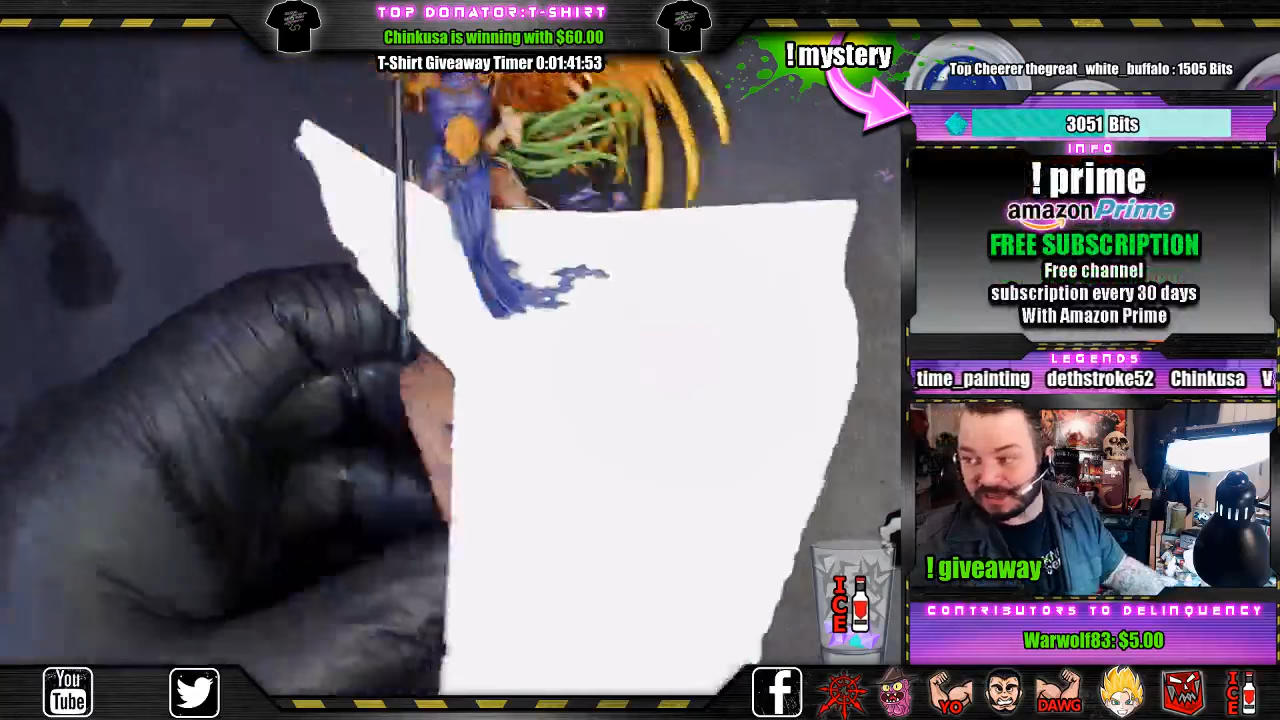 TOP DONATOR:T-SHIRT
Chinkusa is winning with $60.00
T-Shirt Giveaway Timer 0:01:41:53
!mystery
Top Cheerer thegreat_white_buffalo : 1505 Bits
3051 Bits
INFO
!prime
amazonPrime
FREE SUBSCRIPTION
Free channel
subscription every 30 days
With Amazon Prime
LEGENDS
time_painting dethstroke52 Chinkusa V
!giveaway
CONTRIBUTORS TO DELINQUENCY
Warwolf83: $5.00
ICE
You
Tube
YO
DAWG
ICE